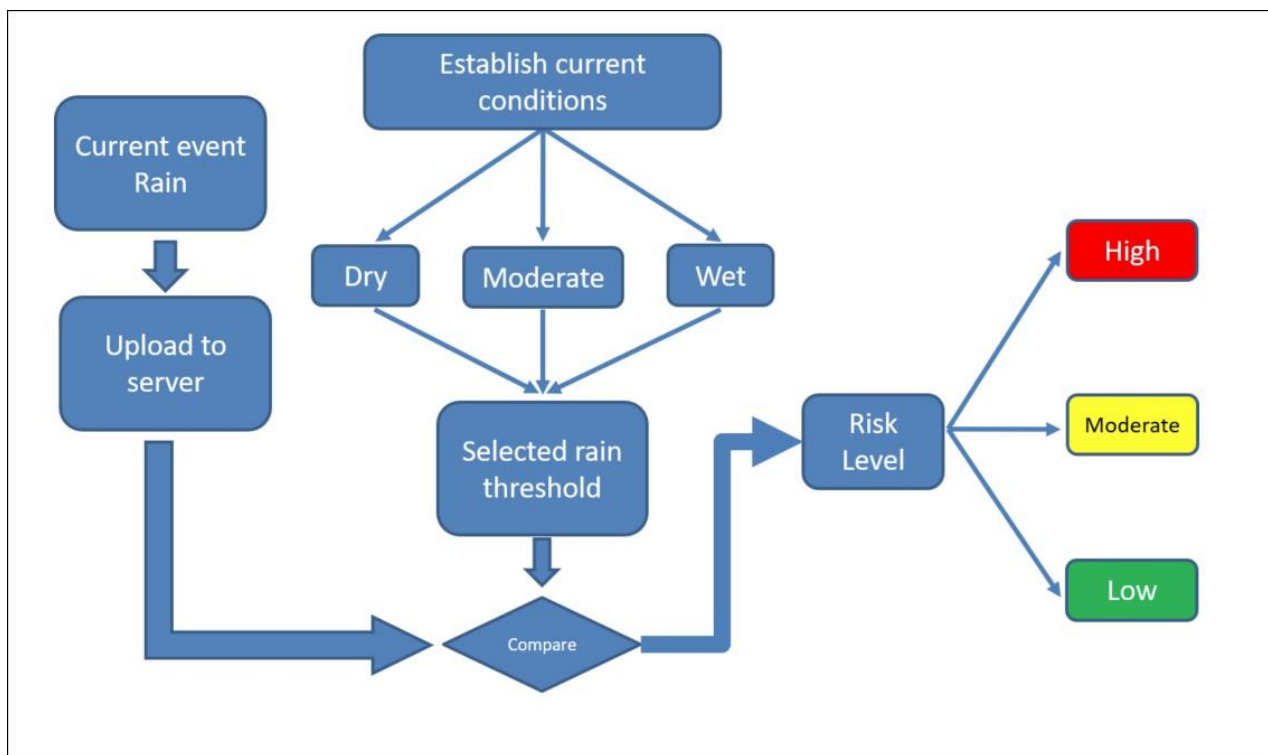 Establish current
conditions
Current event
Rain
Dry
Moderate
Wet
Upload to
server
Selected rain
threshold
Compare
Risk
Level
High
Moderate
Low